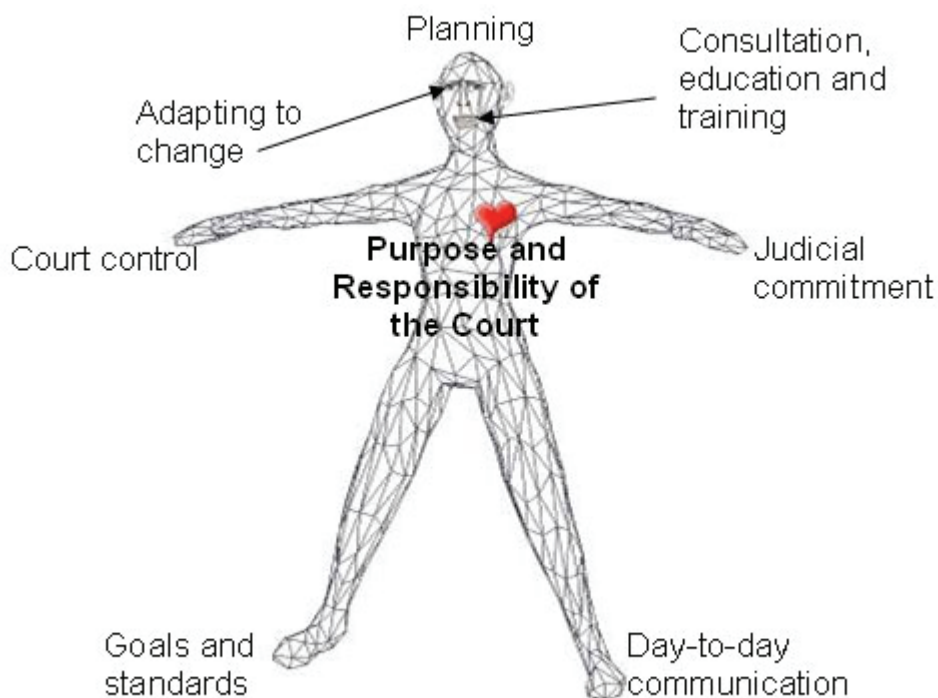 Planning
Consultation,
education and
training
Adapting to
change
Court control
Purpose and
Responsibility of
the Court
Judicial
commitment
Goals and
standards
Day-to-day
communication